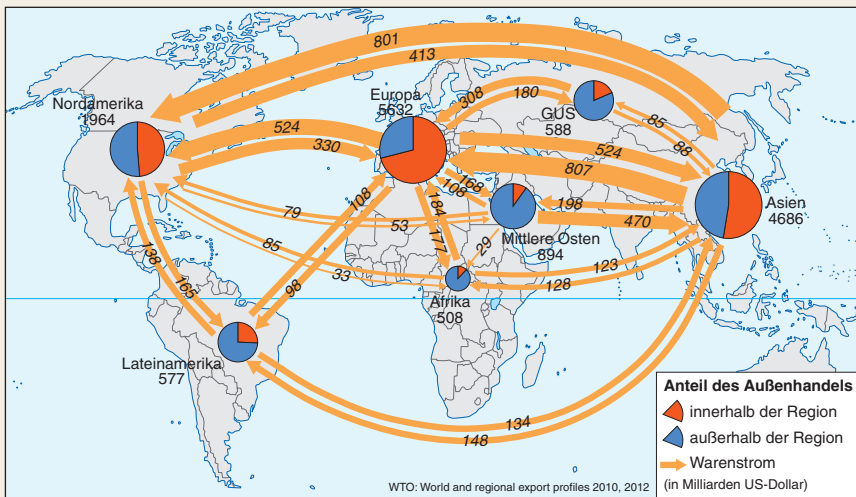 801
413
Nordamerika
1964
Europa
5632
308
180
GUS
588
85
88
524
330
524
807
168
108
108
184
177
198
470
Asien
4686
79
53
Mittlere Osten
894
29
85
33
123
128
Afrika
508
138
165
98
Lateinamerika
577
134
148
Anteil des Außenhandels
innerhalb der Region
außerhalb der Region
Warenstrom
(in Milliarden US-Dollar)
WTO: World and regional export profiles 2010, 2012